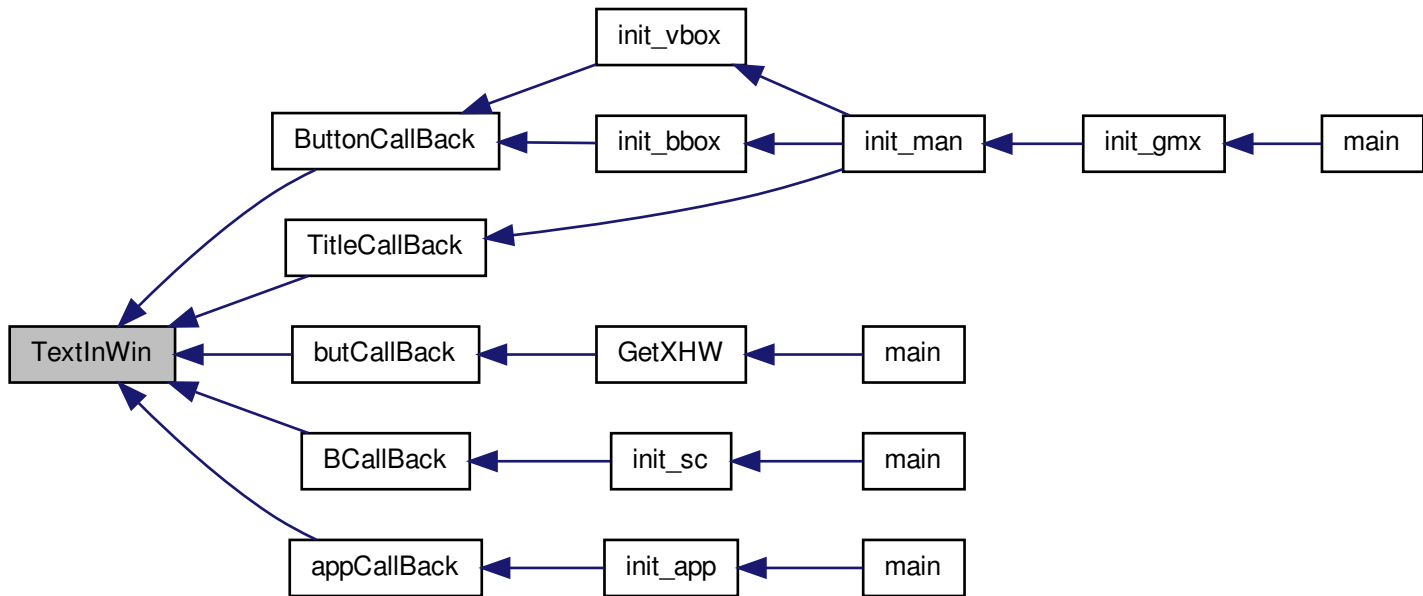 init_vbox
ButtonCallBack
init_bbox
init_man
init_gmx
main
TitleCallBack
TextInWin
butCallBack
GetXHW
main
BCallBack
init_sc
main
appCallBack
init_app
main